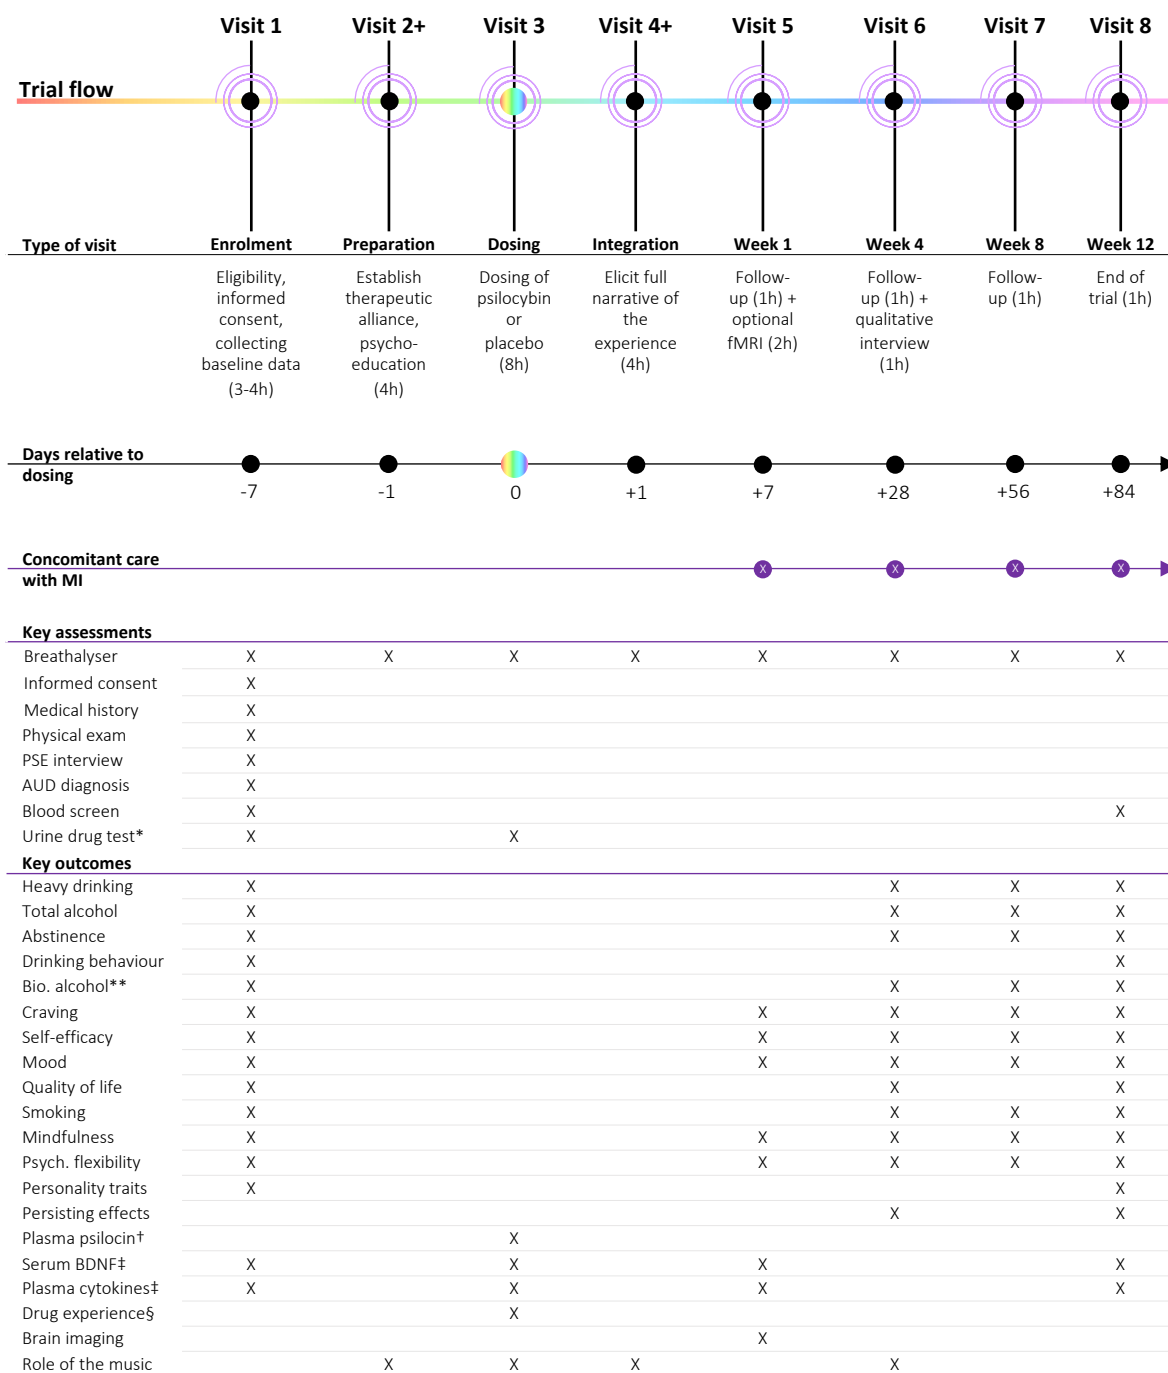 Visit 1 Visit 2+ Visit 3 Visit 4+ Visit 5 Visit 6 Visit 7 Visit 8
Trial flow
Type of visit Enrolment Preparation Dosing Integration Week 1 Week 4 Week 8 Week 12
Eligibility, Establish Dosing of Elicit full Follow- Follow- Follow- End of
informed therapeutic psilocybin narrative of up (1h) + up (1h) + up (1h) trial (1h)
consent, alliance, or the optional qualitative
collecting psycho- placebo experience fMRI (2h) interview
baseline data education (8h) (4h) (1h)
(3-4h) (4h)
Days relative to
dosing
-7 -1 0 +1 +7 +28 +56 +84
Concomitant care
with MI
X X X X
Key assessments
Breathalyser X X X X X X X X
Informed consent X
Medical history X
Physical exam X
PSE interview X
AUD diagnosis X
Blood screen X X
Urine drug test* X X
Key outcomes
Heavy drinking X X X X
Total alcohol X X X X
Abstinence X X X X
Drinking behaviour X X
Bio. alcohol** X X X X
Craving X X X X X
Self-efficacy X X X X X
Mood X X X X X
Quality of life X X X
Smoking X X X X
Mindfulness X X X X X
Psych. flexibility X X X X X
Personality traits X X
Persisting effects X X
Plasma psilocin† X
Serum BDNF‡ X X X X
Plasma cytokines‡ X X X X
Drug experience§ X
Brain imaging X
Role of the music X X X X